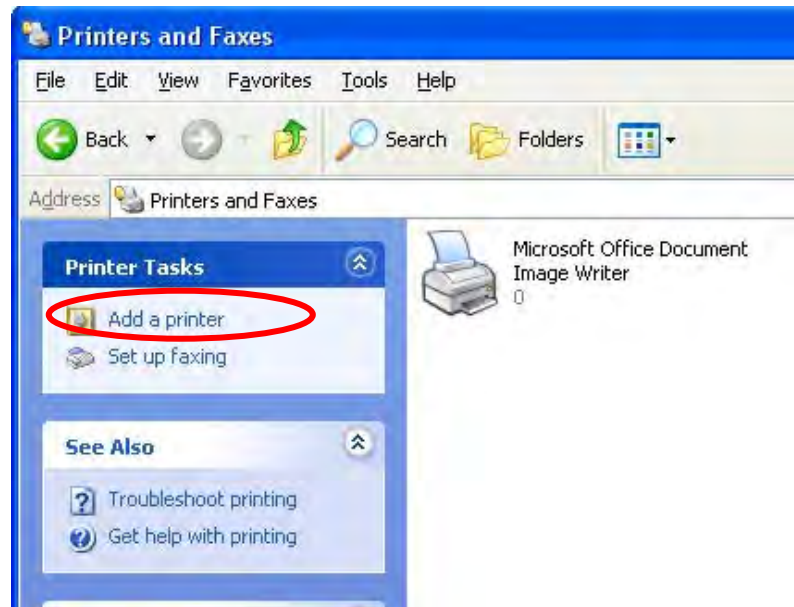 Printers and Faxes
File Edit View Favorites Tools Help
Back Search Folders
Address Printers and Faxes
Printer Tasks
Add a printer
Set up faxing
See Also
Troubleshoot printing
Get help with printing
Microsoft Office Document
Image Writer
0